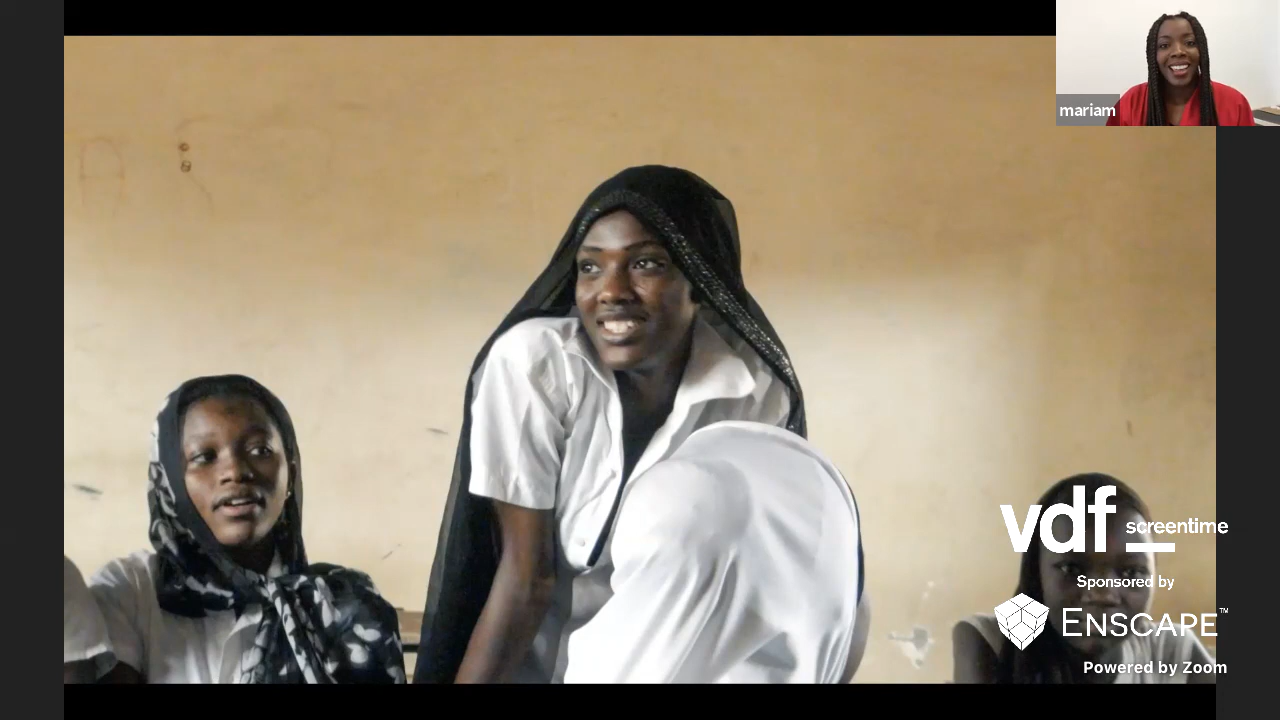 mariam
vdf screentime
Sponsored by
ENSCAPE™
Powered by Zoom